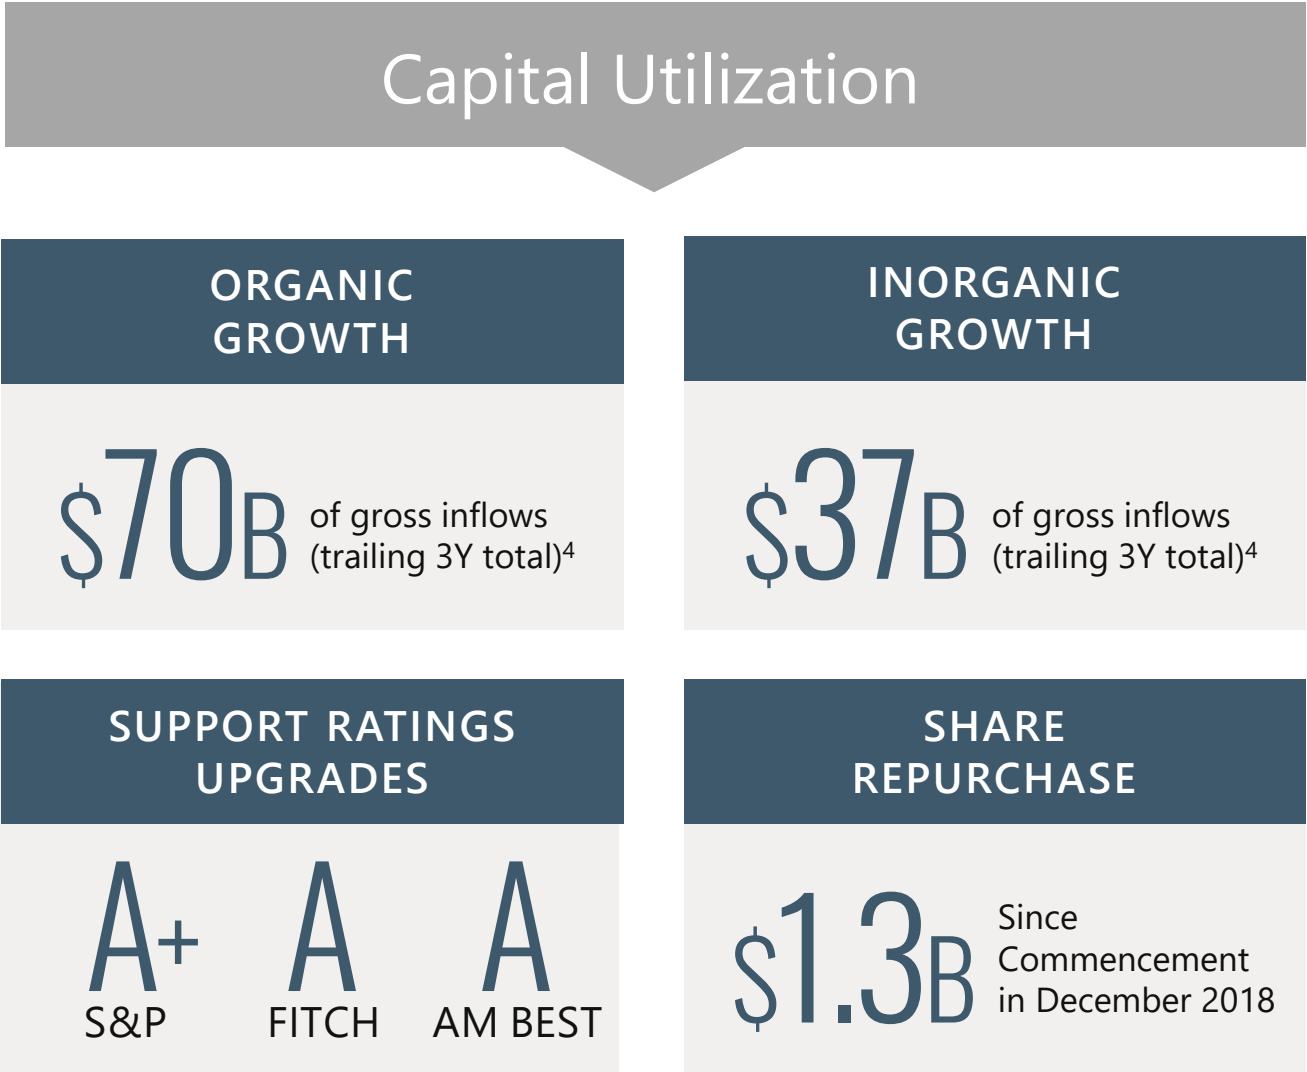 Capital Utilization
ORGANIC
GROWTH
$70B of gross inflows
(trailing 3Y total)4
INORGANIC
GROWTH
$37B of gross inflows
(trailing 3Y total)4
SUPPORT RATINGS
UPGRADES
A+ A A
S&P FITCH AM BEST
SHARE
REPURCHASE
$1.3B
Since
Commencement
in December 2018